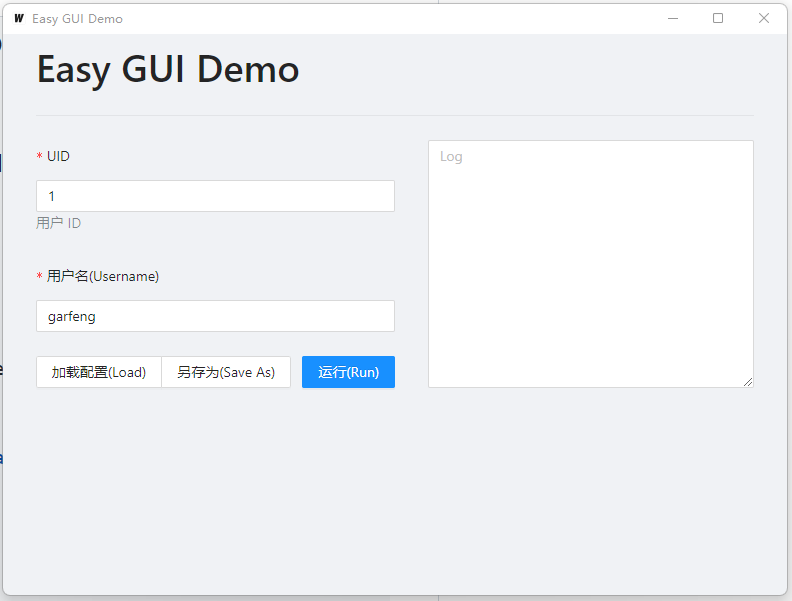 Easy GUI Demo
Easy GUI Demo
* UID
1
用户 ID
* 用户名(Username)
garfeng
加载配置(Load)
另存为(Save As)
运行(Run)
Log